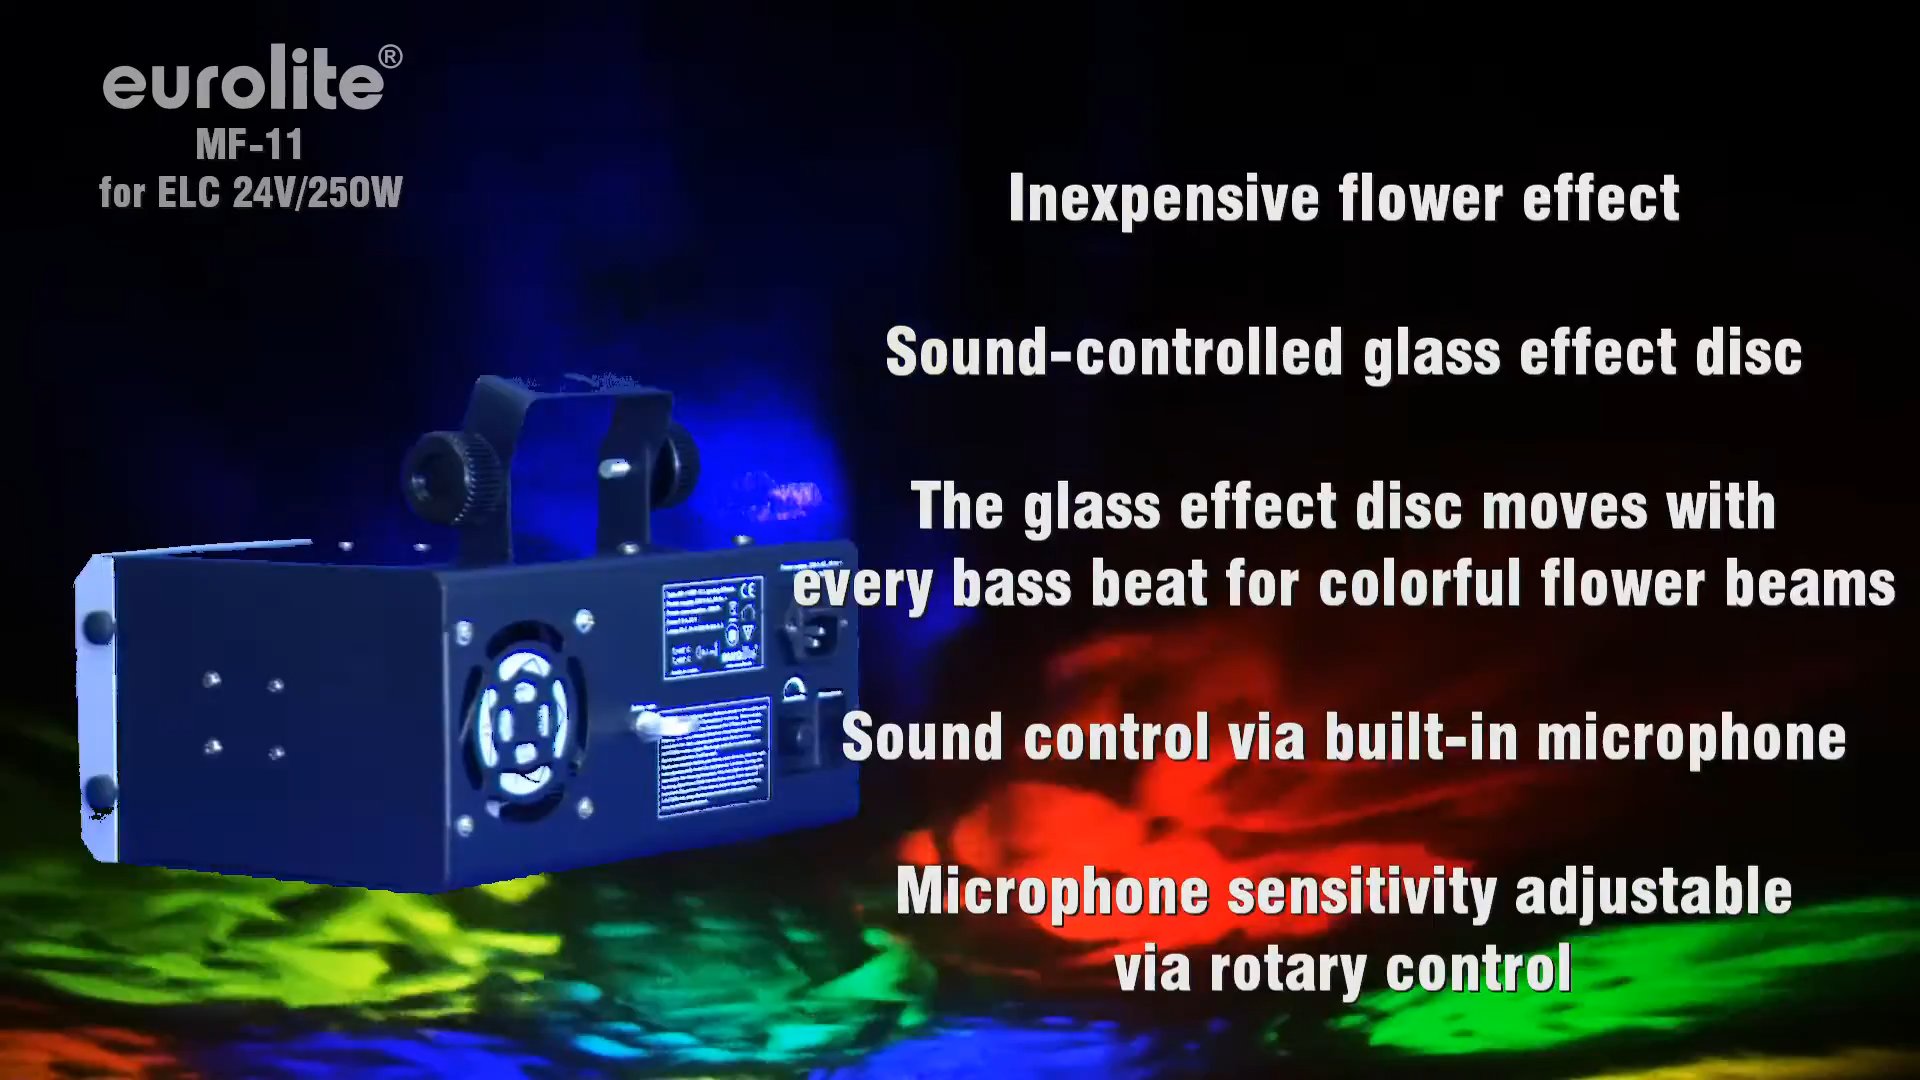 eurolite®
MF-11
for ELC 24V/250W
Inexpensive flower effect
Sound-controlled glass effect disc
The glass effect disc moves with
every bass beat for colorful flower beams
Sound control via built-in microphone
Microphone sensitivity adjustable
via rotary control
CE